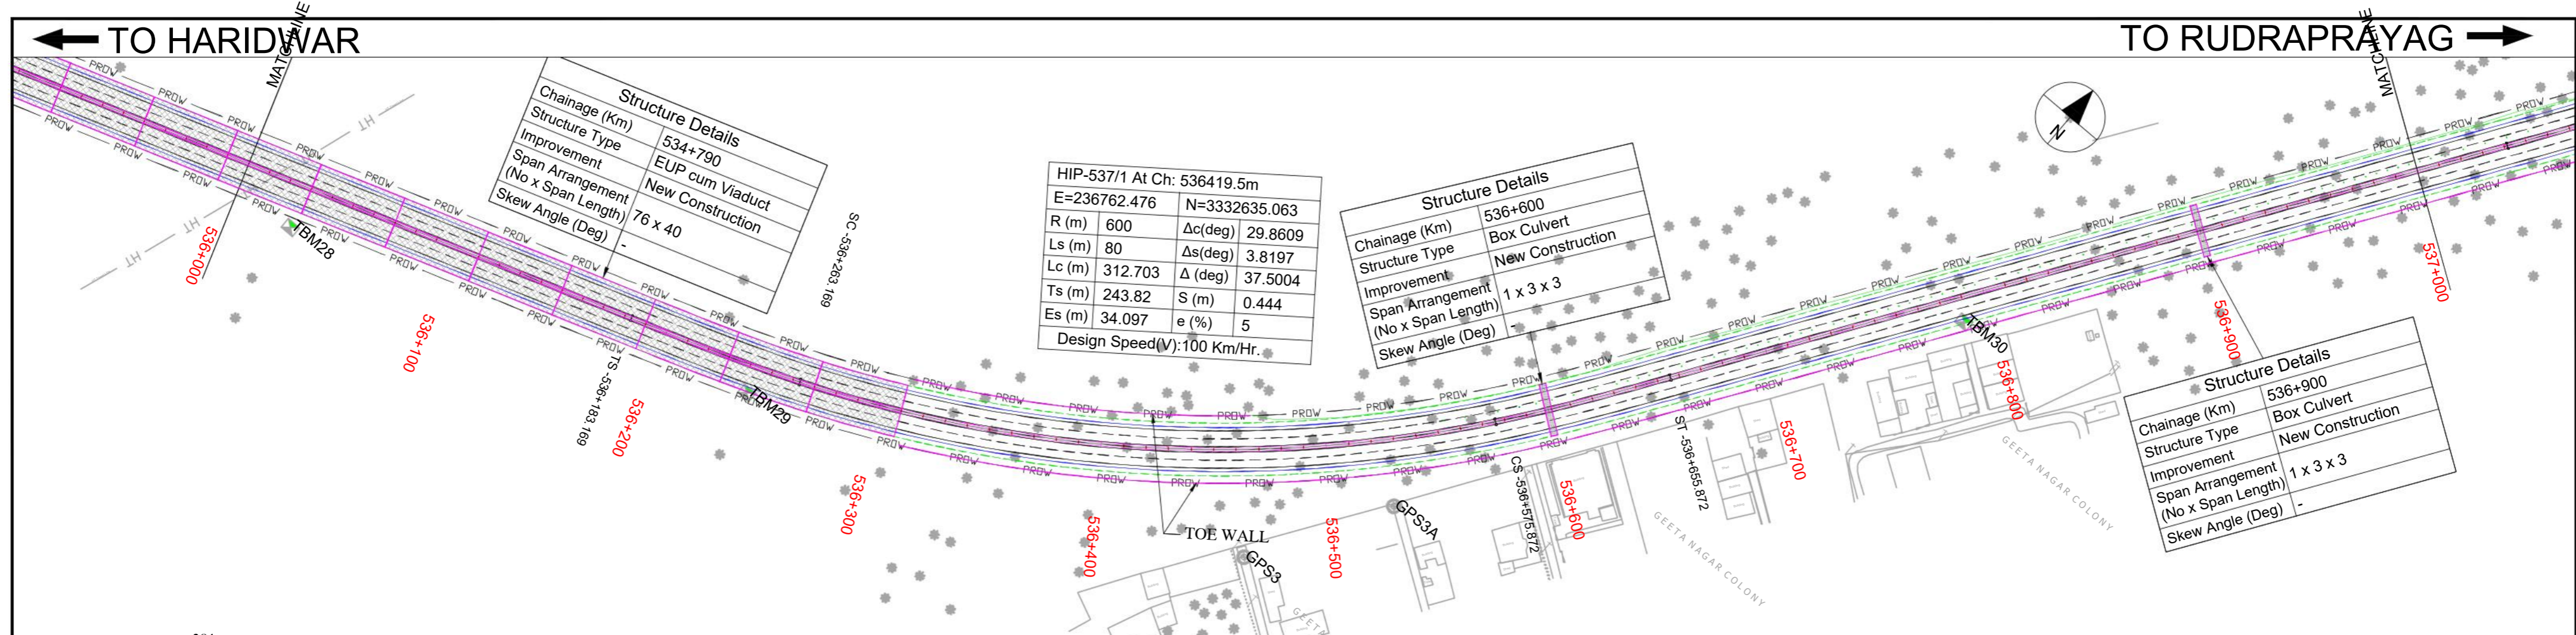 TO HARIDWAR
TO RUDRAPRAYAG
MATCHLINE
MATCHLINE
N
Structure Details
Chainage (Km) 534+790
Structure Type EUP cum Viaduct
Improvement New Construction
Span Arrangement (No x Span Length) 76 x 40
Skew Angle (Deg) -
HIP-537/1 At Ch: 536419.5m
E=236762.476 N=3332635.063
R (m) 600 Δc(deg) 29.8609
Ls (m) 80 Δs(deg) 3.8197
Lc (m) 312.703 Δ (deg) 37.5004
Ts (m) 243.82 S (m) 0.444
Es (m) 34.097 e (%) 5
Design Speed(V):100 Km/Hr.
Structure Details
Chainage (Km) 536+600
Structure Type Box Culvert
Improvement New Construction
Span Arrangement (No x Span Length) 1 x 3 x 3
Skew Angle (Deg) -
Structure Details
Chainage (Km) 536+900
Structure Type Box Culvert
Improvement New Construction
Span Arrangement (No x Span Length) 1 x 3 x 3
Skew Angle (Deg) -
PROW
HT
HT
HT
TBM28
TBM29
TBM30
GPS3
GPS3A
TOE WALL
536+000
536+100
TS -536+183.169
536+200
SC -536+263.169
536+300
536+400
536+500
CS -536+575.872
536+600
ST -536+655.872
536+700
536+800
536+900
537+000
GEETA NAGAR COLONY
GEETA NAGAR COLONY
GEETA